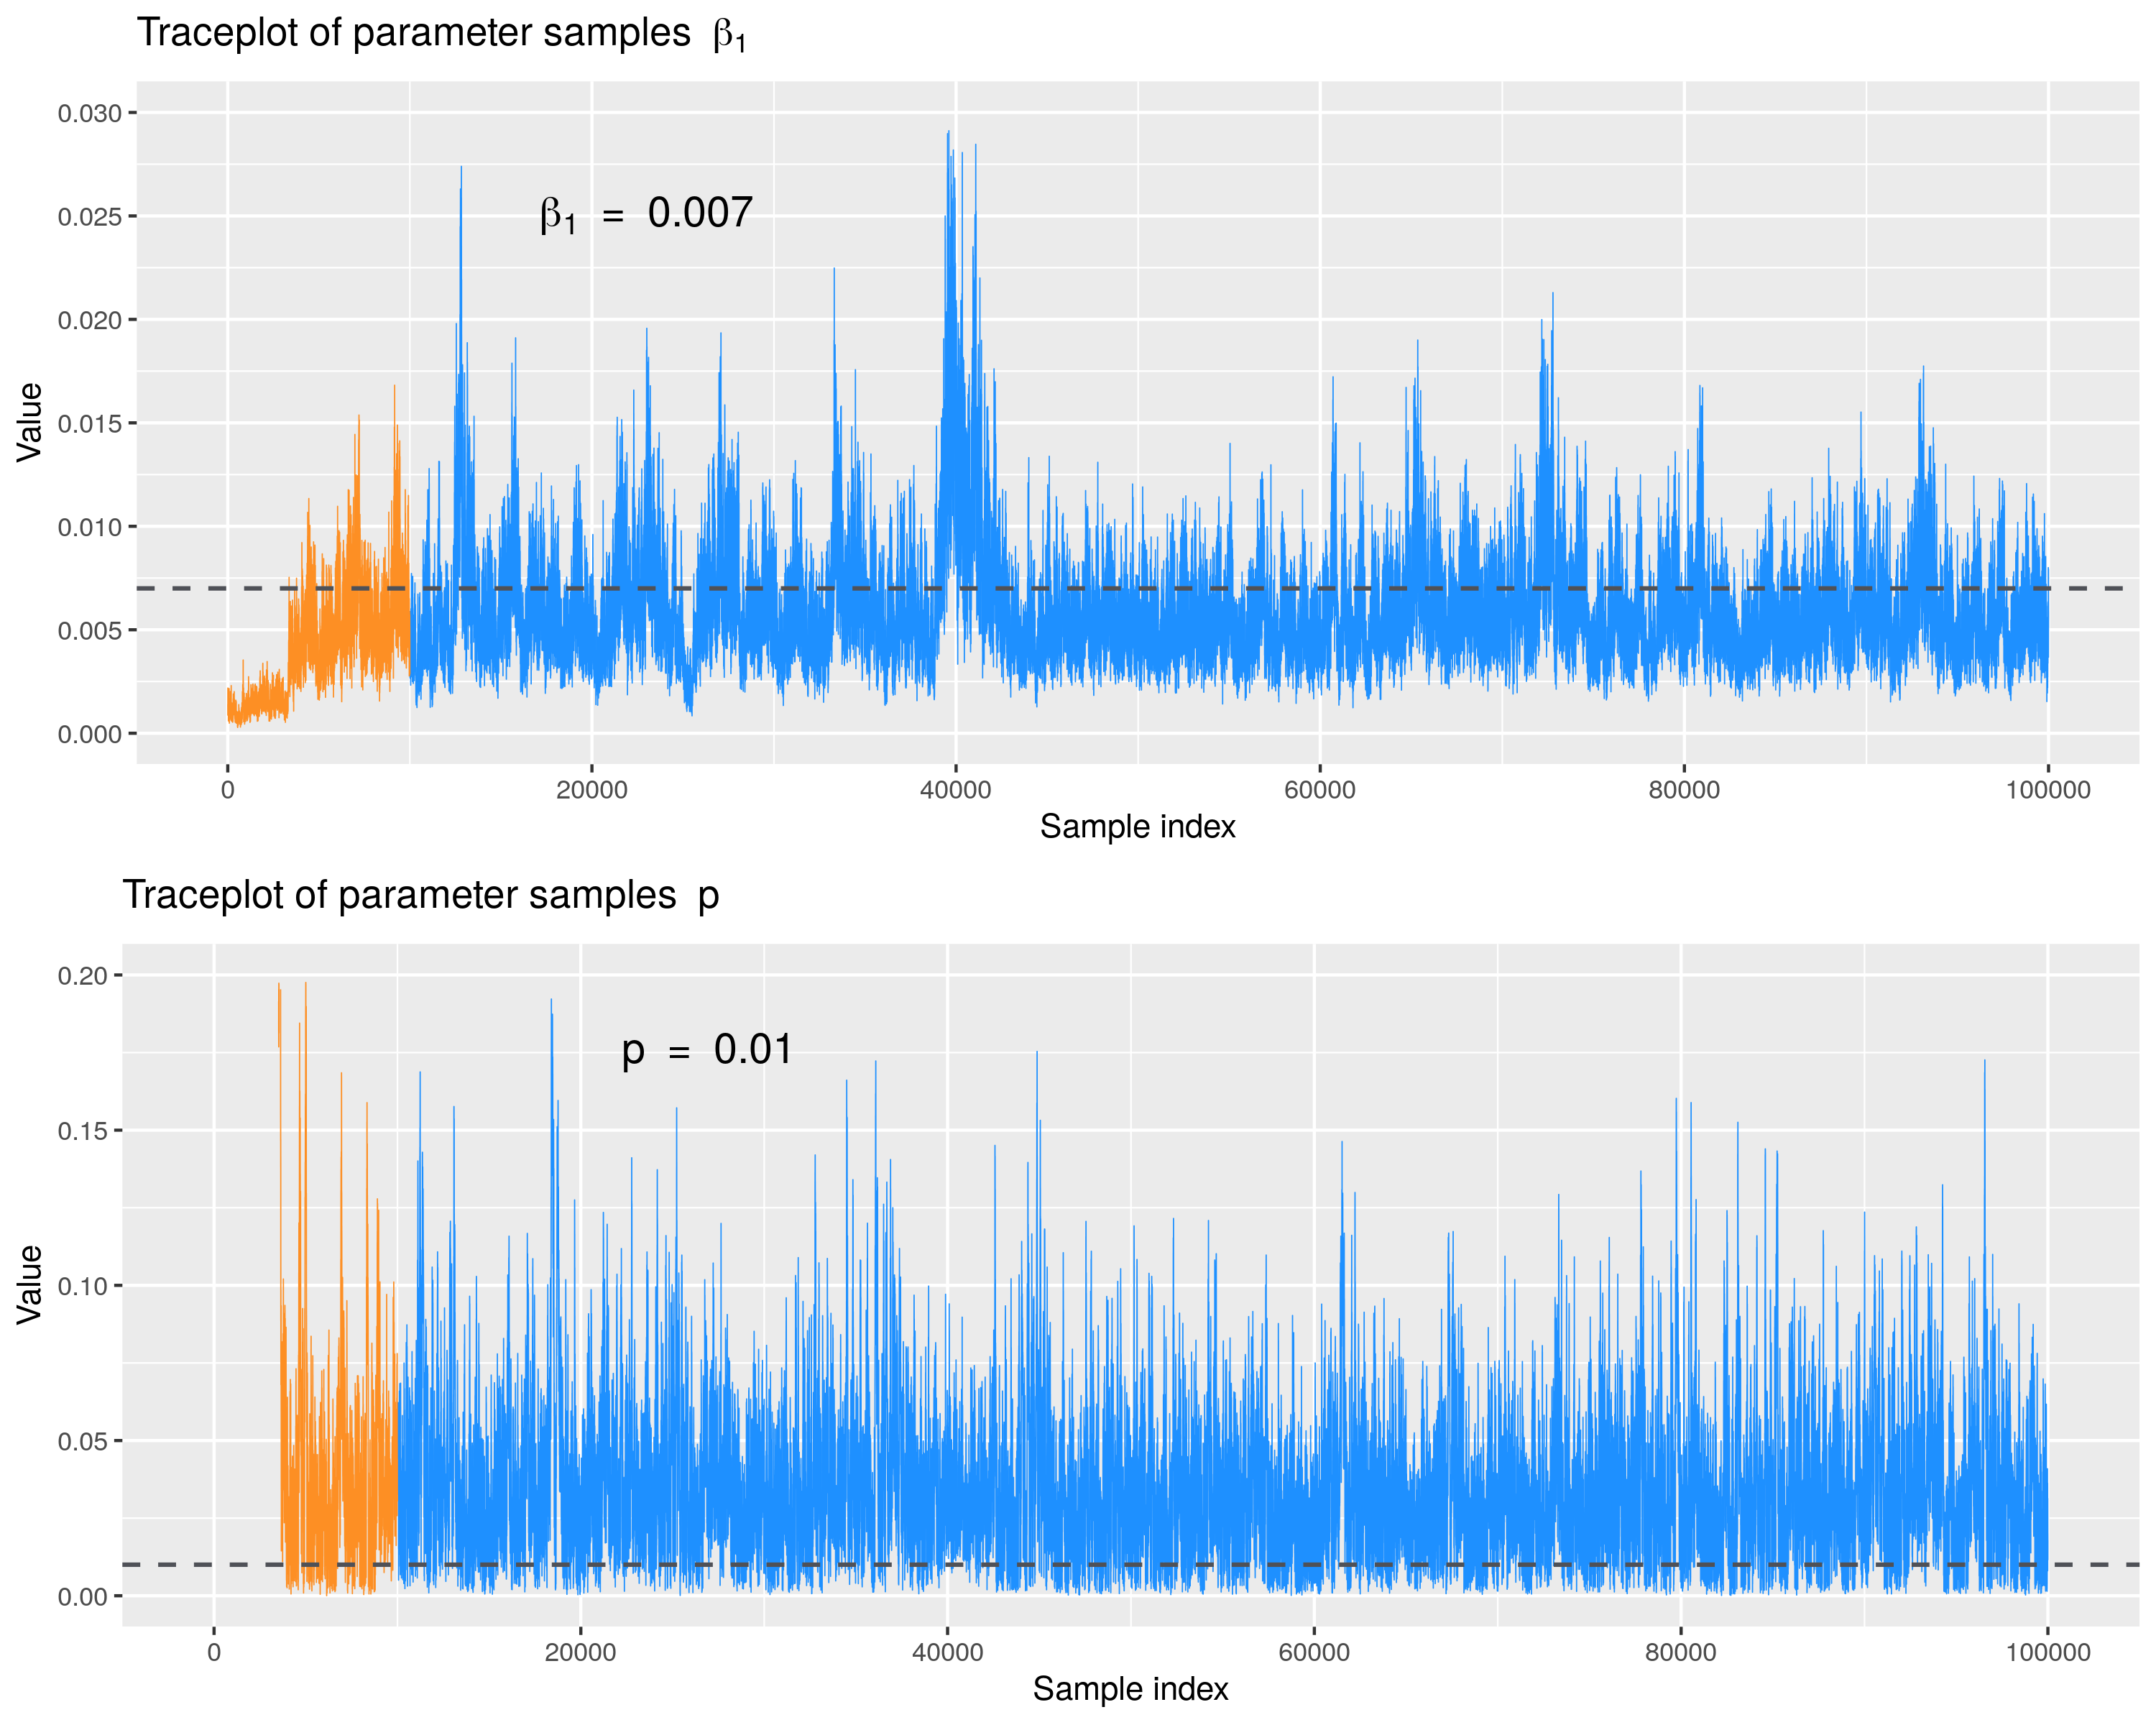 Traceplot of parameter samples β₁
0.030
0.025
0.020
0.015
0.010
0.005
0.000
Value
β₁ = 0.007
0 20000 40000 60000 80000 100000
Sample index
Traceplot of parameter samples p
0.20
0.15
0.10
0.05
0.00
Value
p = 0.01
0 20000 40000 60000 80000 100000
Sample index